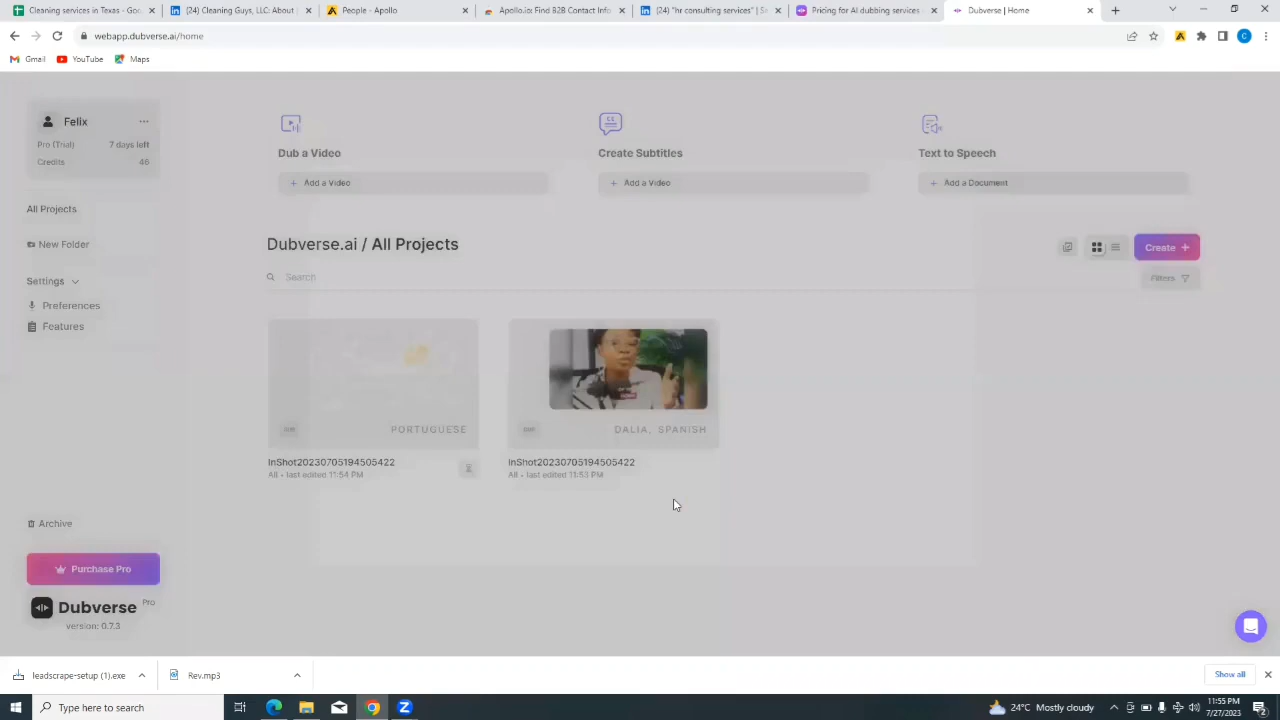 Cleaning services in Texas - Goo
(24) Cleaning Guys, LLC: About |
People - Apollo
Apollo.io: Find B2B Contact Info
(24) "hr consulting services" | Se
Pricing for AI dubbing services
Dubverse | Home
webapp.dubverse.ai/home
C
Gmail
YouTube
Maps
Felix
Pro (Trial) 7 days left
Credits 46
Dub a Video
Create Subtitles
Text to Speech
+ Add a Video
+ Add a Video
+ Add a Document
All Projects
New Folder
Dubverse.ai / All Projects
Create +
Search
Filters
Settings
Preferences
Features
PORTUGUESE
DALIA, SPANISH
InShot20230705194505422
All • last edited 11:54 PM
InShot20230705194505422
All • last edited 11:53 PM
Archive
Purchase Pro
Dubverse Pro
version: 0.7.3
leadscrape-setup (1).exe
Rev.mp3
Show all
Type here to search
24°C Mostly cloudy
11:55 PM
7/27/2023